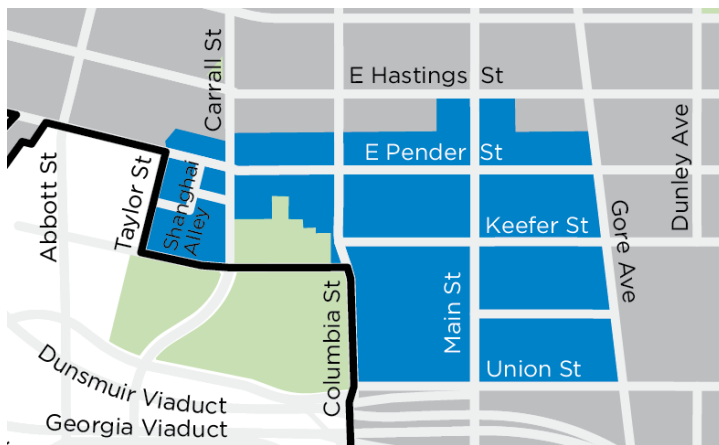 Carrall St
E Hastings St
E Pender St
Abbott St
Taylor St
Shanghai
Alley
Dunley Ave
Keefer St
Gore Ave
Main St
Columbia St
Union St
Dunsmuir Viaduct
Georgia Viaduct